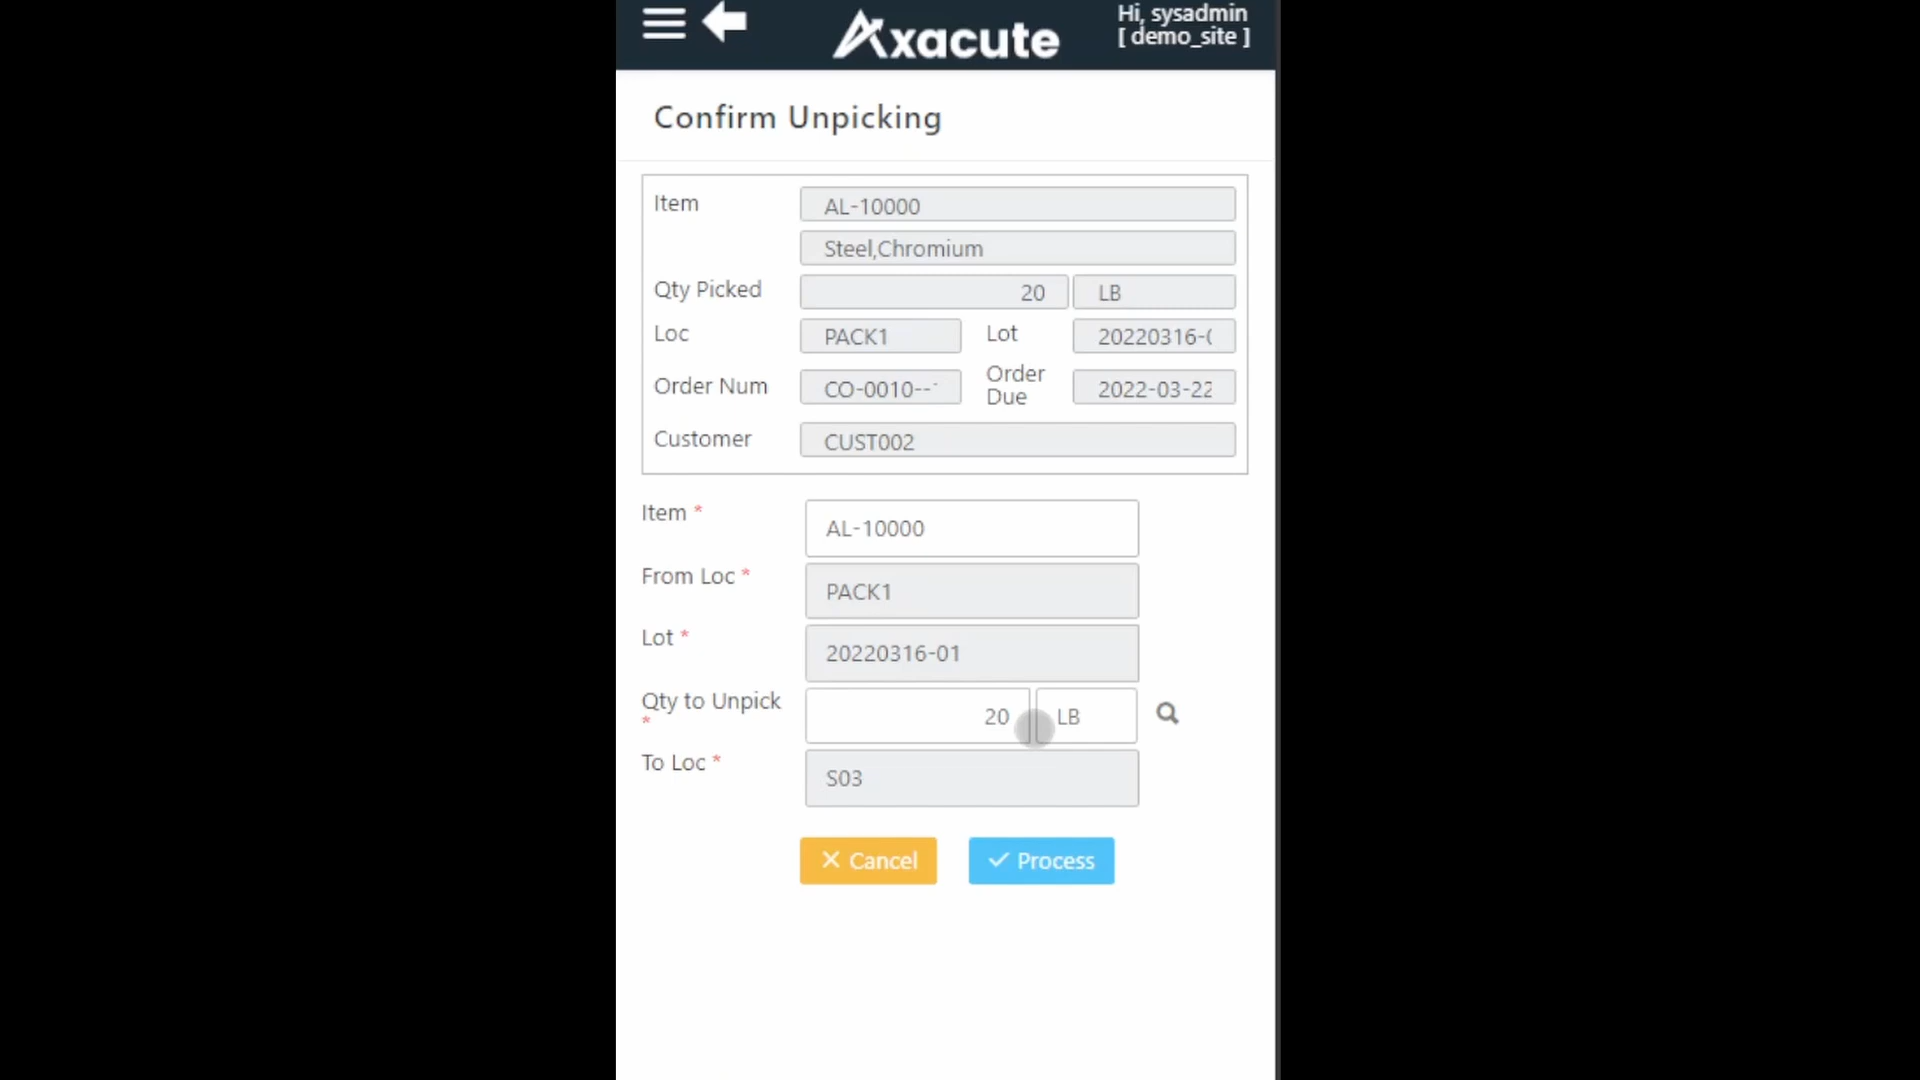 Axacute
Hi, sysadmin
[ demo_site ]
Confirm Unpicking
Item AL-10000
Steel,Chromium
Qty Picked 20 LB
Loc PACK1 Lot 20220316-
Order Num CO-0010-- Order Due 2022-03-22
Customer CUST002
Item * AL-10000
From Loc * PACK1
Lot * 20220316-01
Qty to Unpick * 20 LB
To Loc * S03
Cancel Process